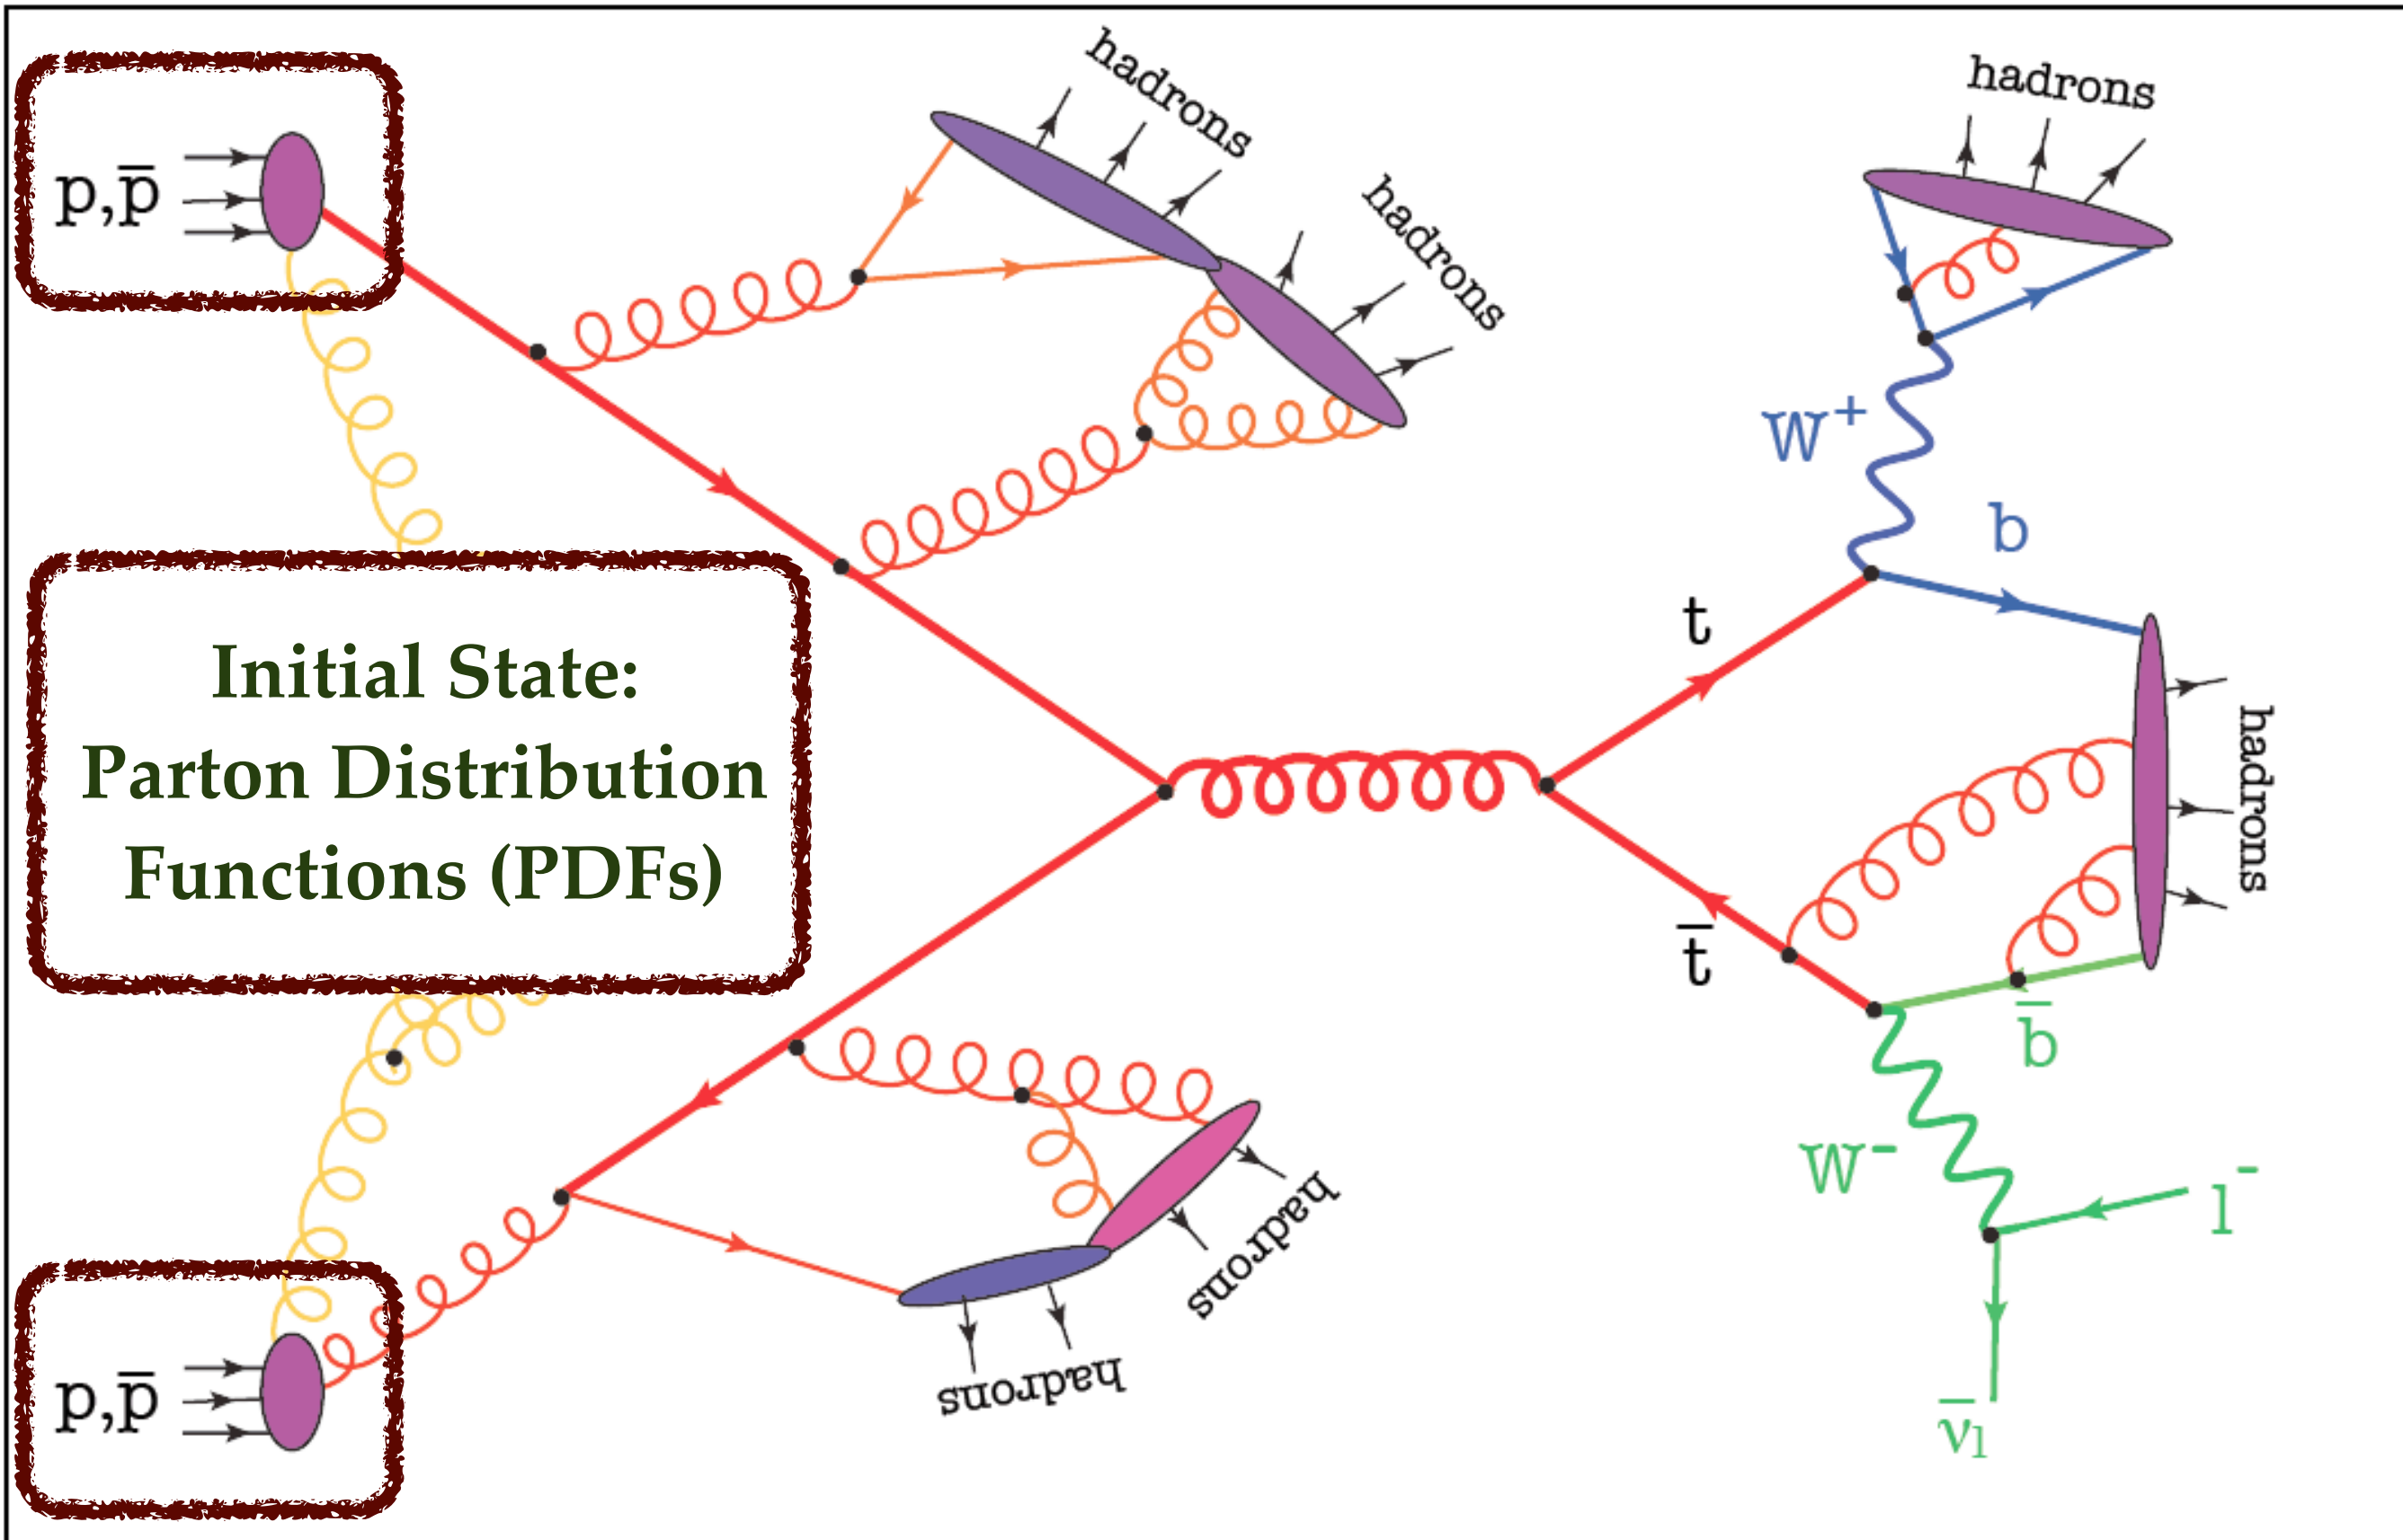 hadrons
hadrons
p,p̅
hadrons
W⁺
b
t
Initial State:
Parton Distribution
Functions (PDFs)
hadrons
t̅
b̅
W⁻
l⁻
hadrons
p,p̅
hadrons
ν̅ₗ